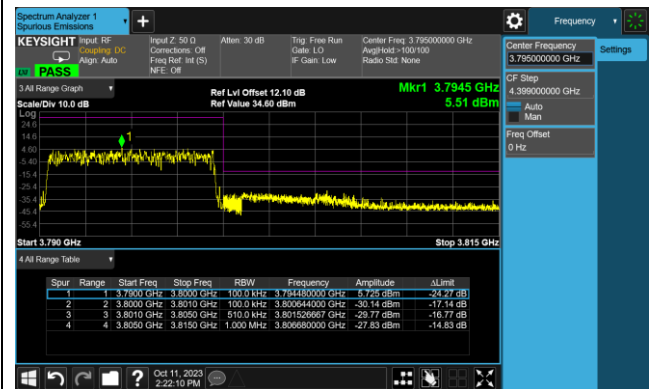 Spectrum Analyzer 1
Spurious Emissions
Frequency
KEYSIGHT
Input: RF
Coupling: DC
Align: Auto
Input Z: 50 Ω
Corrections: Off
Freq Ref: Int (S)
NFE: Off
Atten: 30 dB
Trig: Free Run
Gate: LO
IF Gain: Low
Center Freq: 3.795000000 GHz
Avg|Hold:>100/100
Radio Std: None
PASS
Center Frequency
3.795000000 GHz
Settings
CF Step
4.399000000 GHz
Auto
Man
Freq Offset
0 Hz
3 All Range Graph
Scale/Div 10.0 dB
Ref Lvl Offset 12.10 dB
Ref Value 34.60 dBm
Mkr1 3.7945 GHz
5.51 dBm
Log
24.6
14.6
4.60
-5.40
-15.4
-25.4
-35.4
-45.4
-55.4
1
Start 3.790 GHz
Stop 3.815 GHz
4 All Range Table
Spur Range Start Freq Stop Freq RBW Frequency Amplitude ΔLimit
1 1 3.7900 GHz 3.8000 GHz 100.0 kHz 3.794480000 GHz 5.725 dBm -24.27 dB
2 2 3.8000 GHz 3.8010 GHz 100.0 kHz 3.800644000 GHz -30.14 dBm -17.14 dB
3 3 3.8010 GHz 3.8050 GHz 510.0 kHz 3.801526667 GHz -29.77 dBm -16.77 dB
4 4 3.8050 GHz 3.8150 GHz 1.000 MHz 3.806680000 GHz -27.83 dBm -14.83 dB
Oct 11, 2023
2:22:10 PM